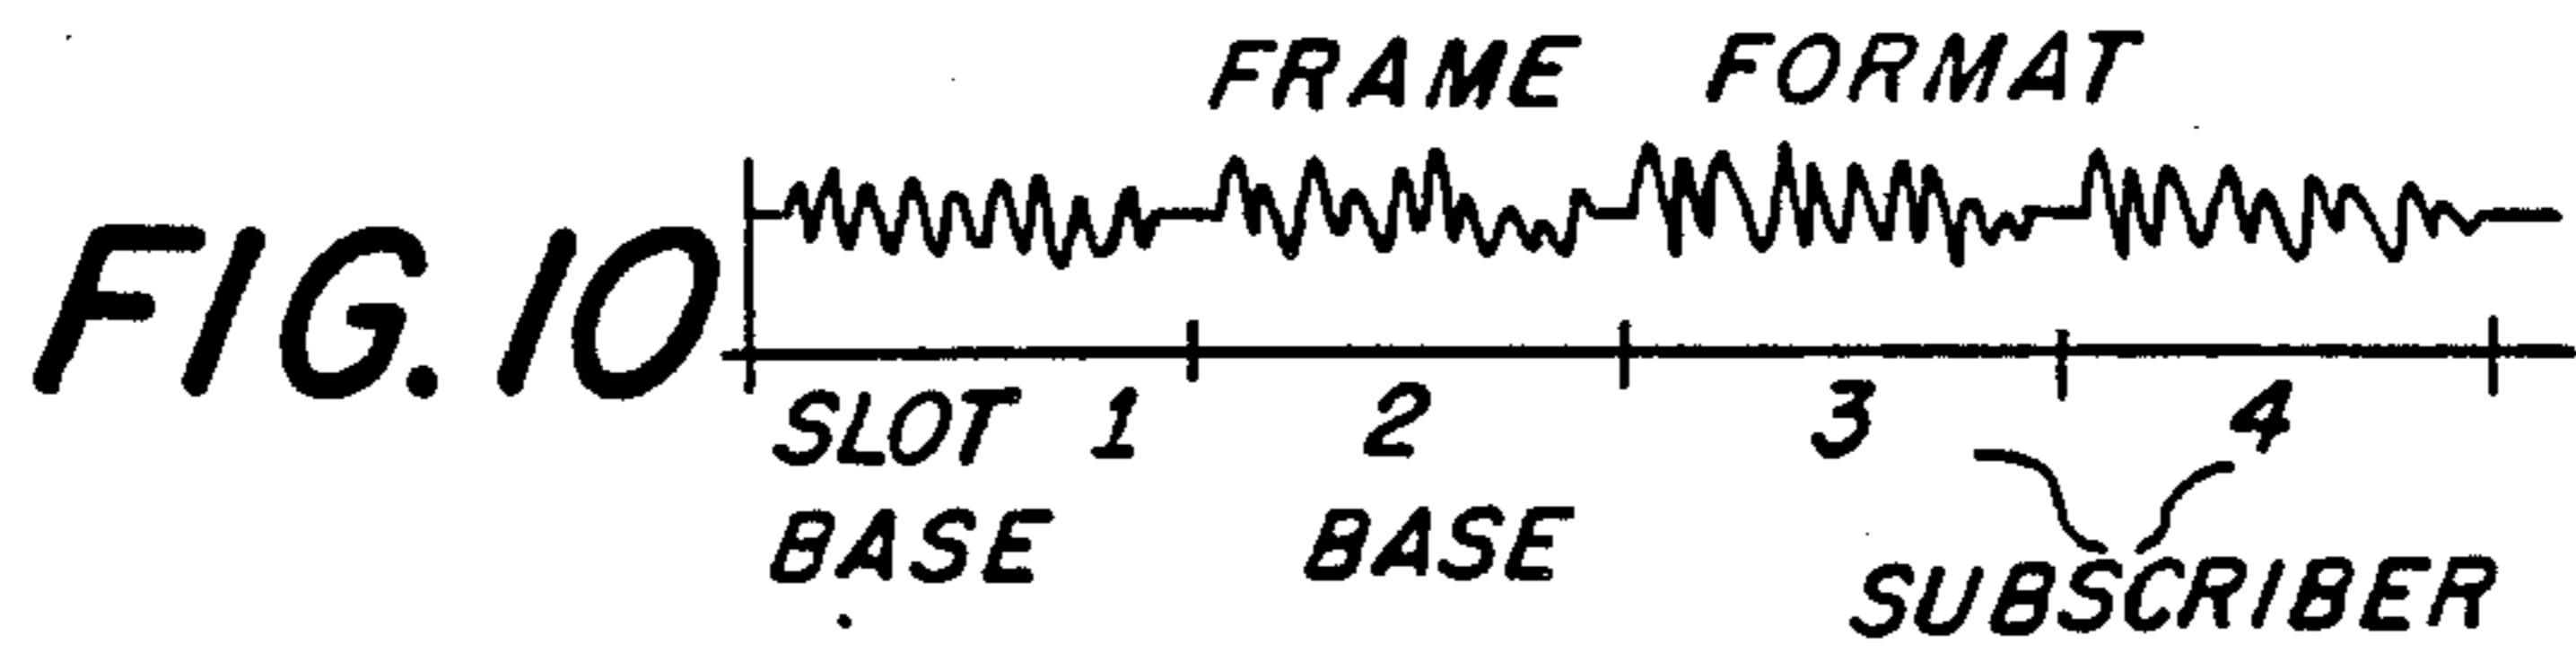 FRAME FORMAT
FIG. 10
SLOT 1 2 3 4
BASE BASE SUBSCRIBER